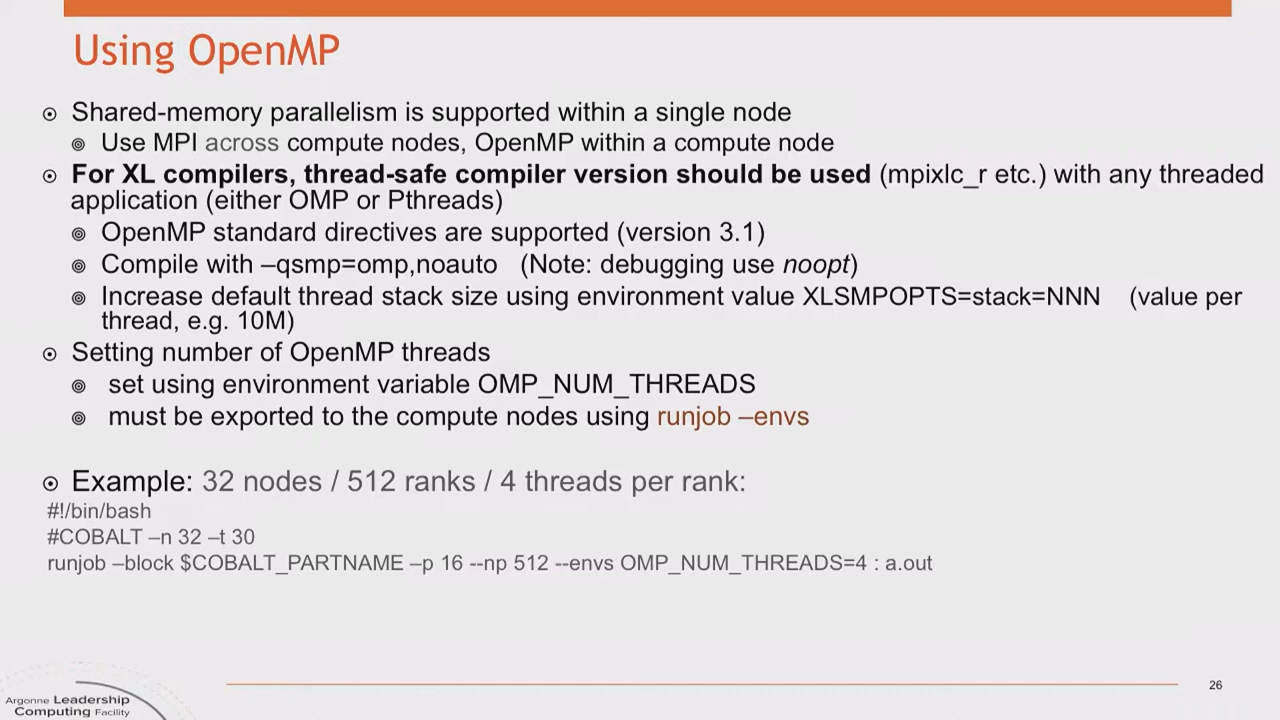 Using OpenMP
Shared-memory parallelism is supported within a single node
Use MPI across compute nodes, OpenMP within a compute node
For XL compilers, thread-safe compiler version should be used (mpixlc_r etc.) with any threaded
application (either OMP or Pthreads)
OpenMP standard directives are supported (version 3.1)
Compile with –qsmp=omp,noauto (Note: debugging use noopt)
Increase default thread stack size using environment value XLSMPOPTS=stack=NNN (value per
thread, e.g. 10M)
Setting number of OpenMP threads
set using environment variable OMP_NUM_THREADS
must be exported to the compute nodes using runjob –envs
Example: 32 nodes / 512 ranks / 4 threads per rank:
#!/bin/bash
#COBALT –n 32 –t 30
runjob –block $COBALT_PARTNAME –p 16 --np 512 --envs OMP_NUM_THREADS=4 : a.out
26
Argonne Leadership
Computing Facility